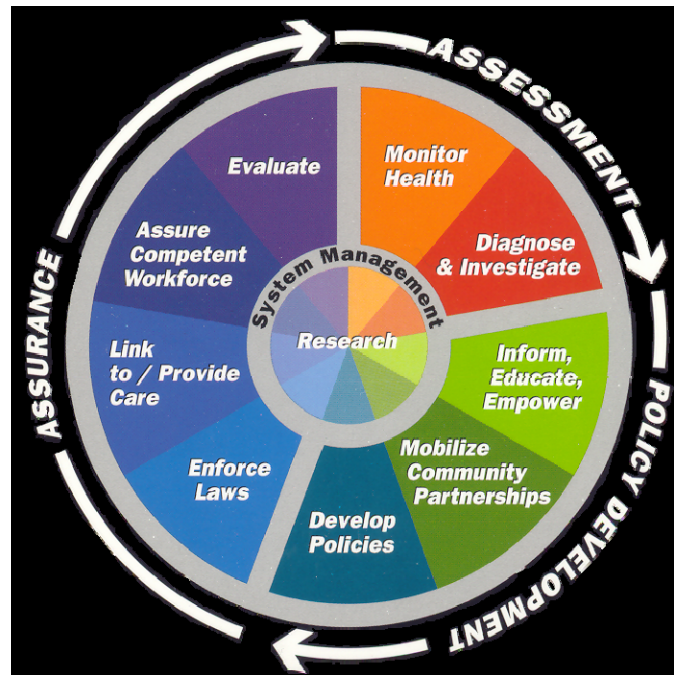 ASSESSMENT
Monitor
Health
Diagnose
& Investigate
POLICY DEVELOPMENT
Inform,
Educate,
Empower
Mobilize
Community
Partnerships
Develop
Policies
ASSURANCE
Enforce
Laws
Link
to / Provide
Care
Assure
Competent
Workforce
Evaluate
System Management
Research